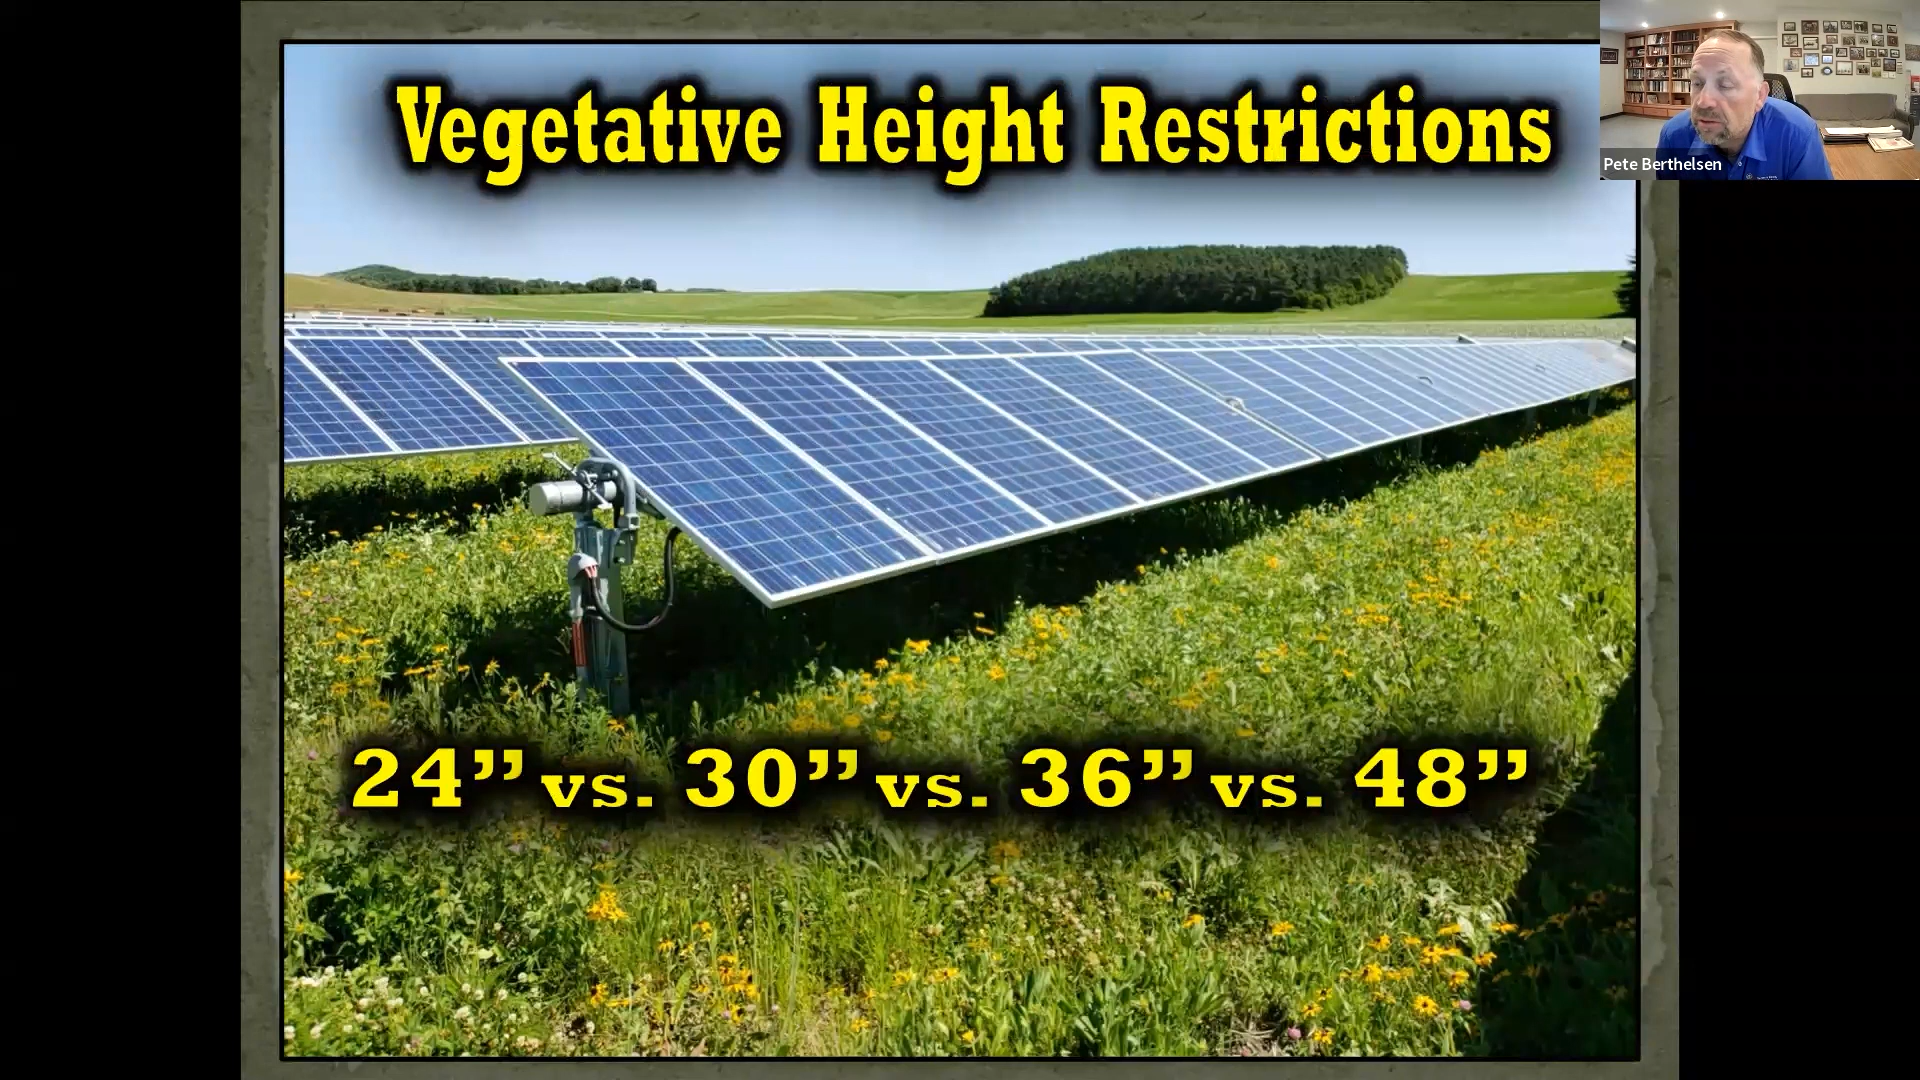 Vegetative Height Restrictions
Pete Berthelsen
24” vs. 30” vs. 36” vs. 48”